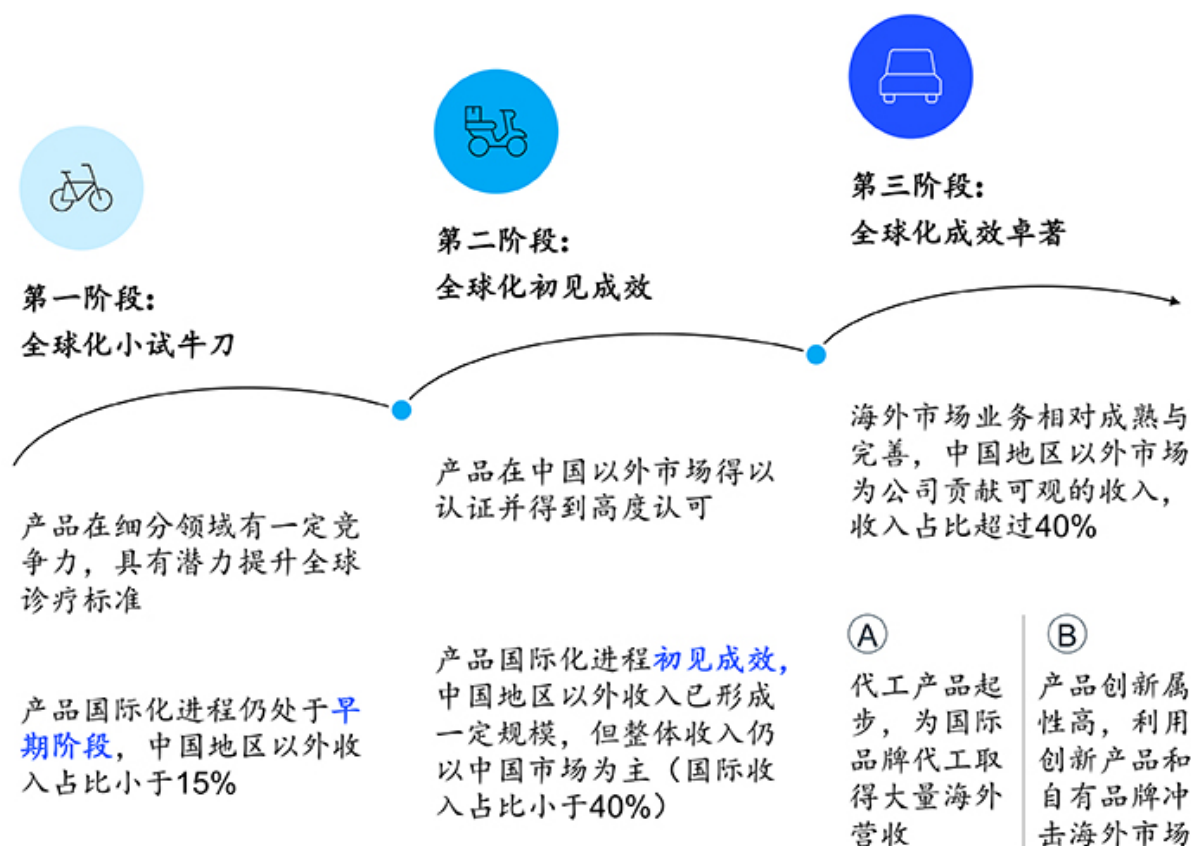 第一阶段：
全球化小试牛刀
产品在细分领域有一定竞
争力，具有潜力提升全球
诊疗标准
产品国际化进程仍处于早
期阶段，中国地区以外收
入占比小于15%
第二阶段：
全球化初见成效
产品在中国以外市场得以
认证并得到高度认可
产品国际化进程初见成效，
中国地区以外收入已形成
一定规模，但整体收入仍
以中国市场为主（国际收
入占比小于40%）
第三阶段：
全球化成效卓著
海外市场业务相对成熟与
完善，中国地区以外市场
为公司贡献可观的收入，
收入占比超过40%
A
代工产品起
步，为国际
品牌代工取
得大量海外
营收
B
产品创新属
性高，利用
创新产品和
自有品牌冲
击海外市场